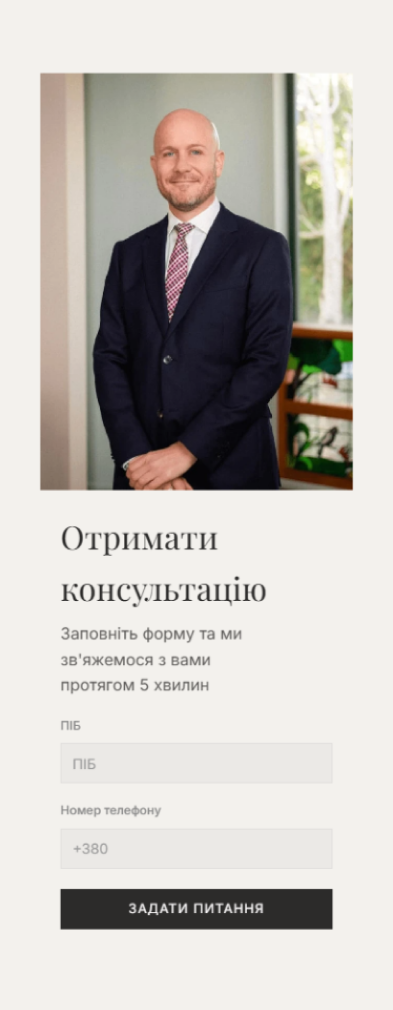 Отримати
консультацію
Заповніть форму та ми
зв'яжемося з вами
протягом 5 хвилин
ПІБ
ПІБ
Номер телефону
+380
ЗАДАТИ ПИТАННЯ